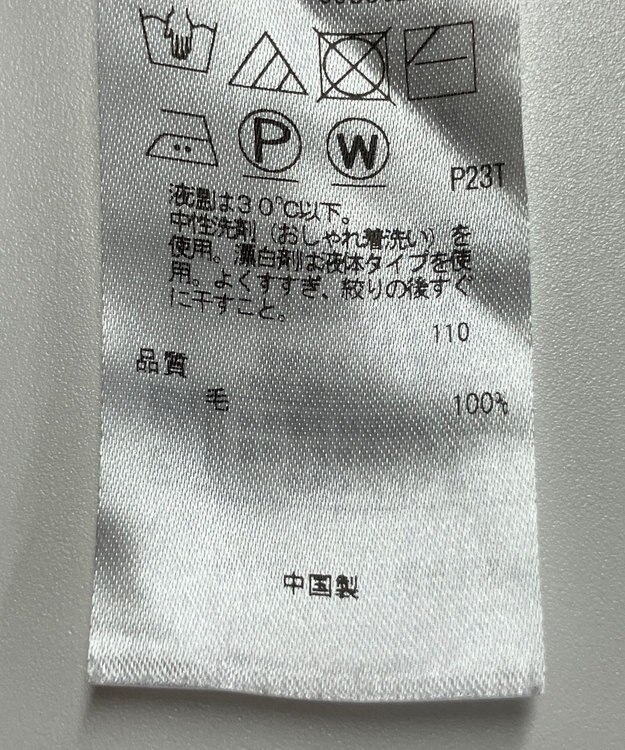 P
W
P23T
液温は30℃以下。
中性洗剤（おしゃれ着洗い）を
使用。漂白剤は液体タイプを使
用。よくすすぎ、絞りの後すぐ
に干すこと。
110
品質
毛 100%
中国製